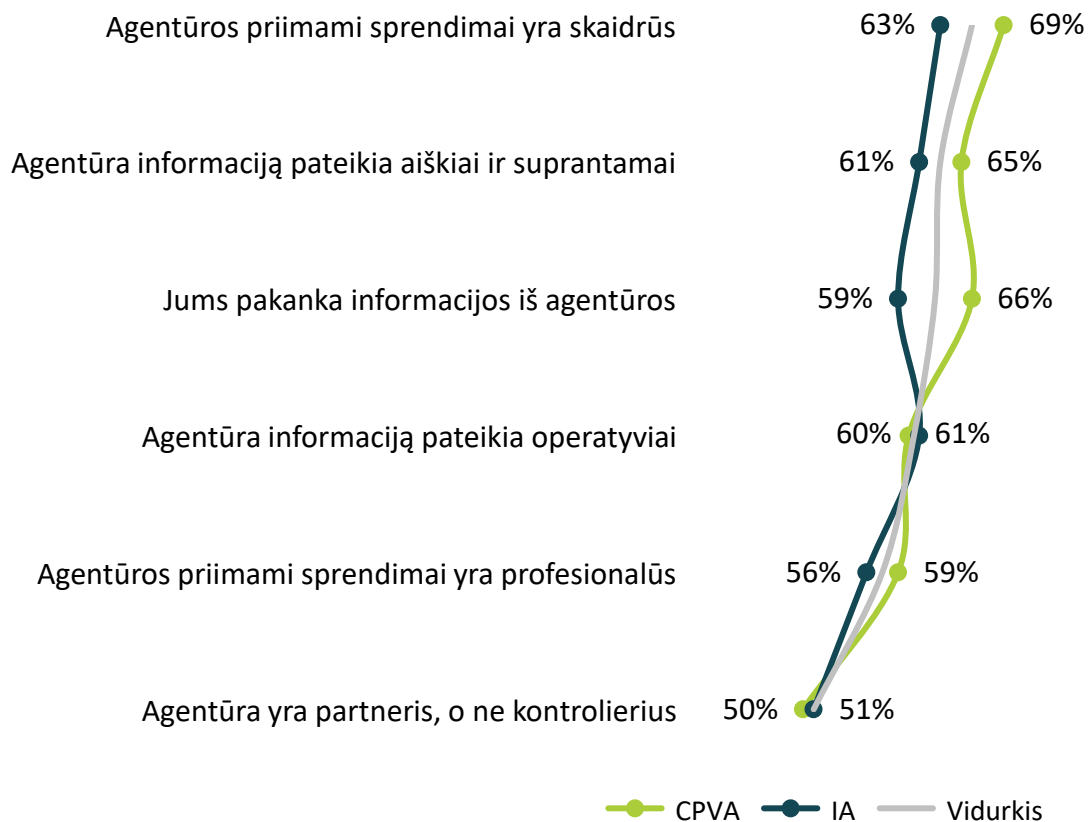 Agentūros priimami sprendimai yra skaidrūs 63% 69%
Agentūra informaciją pateikia aiškiai ir suprantamai 61% 65%
Jums pakanka informacijos iš agentūros 59% 66%
Agentūra informaciją pateikia operatyviai 60% 61%
Agentūros priimami sprendimai yra profesionalūs 56% 59%
Agentūra yra partneris, o ne kontrolierius 50% 51%
CPVA IA Vidurkis